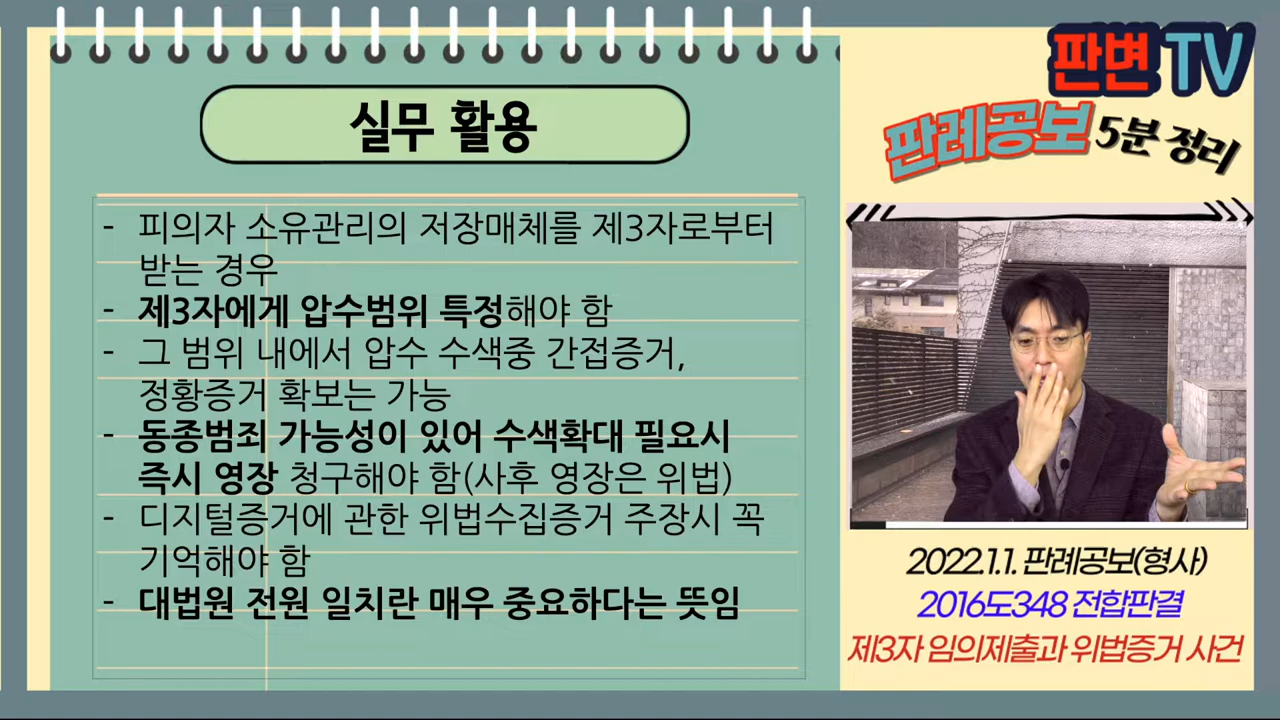 판변 TV
판례공보 5분 정리
실무 활용
- 피의자 소유관리의 저장매체를 제3자로부터
받는 경우
- 제3자에게 압수범위 특정해야 함
- 그 범위 내에서 압수 수색중 간접증거,
정황증거 확보는 가능
- 동종범죄 가능성이 있어 수색확대 필요시
즉시 영장 청구해야 함(사후 영장은 위법)
- 디지털증거에 관한 위법수집증거 주장시 꼭
기억해야 함
- 대법원 전원 일치란 매우 중요하다는 뜻임
2022.1.1. 판례공보(형사)
2016도348 전합판결
제3자 임의제출과 위법증거 사건